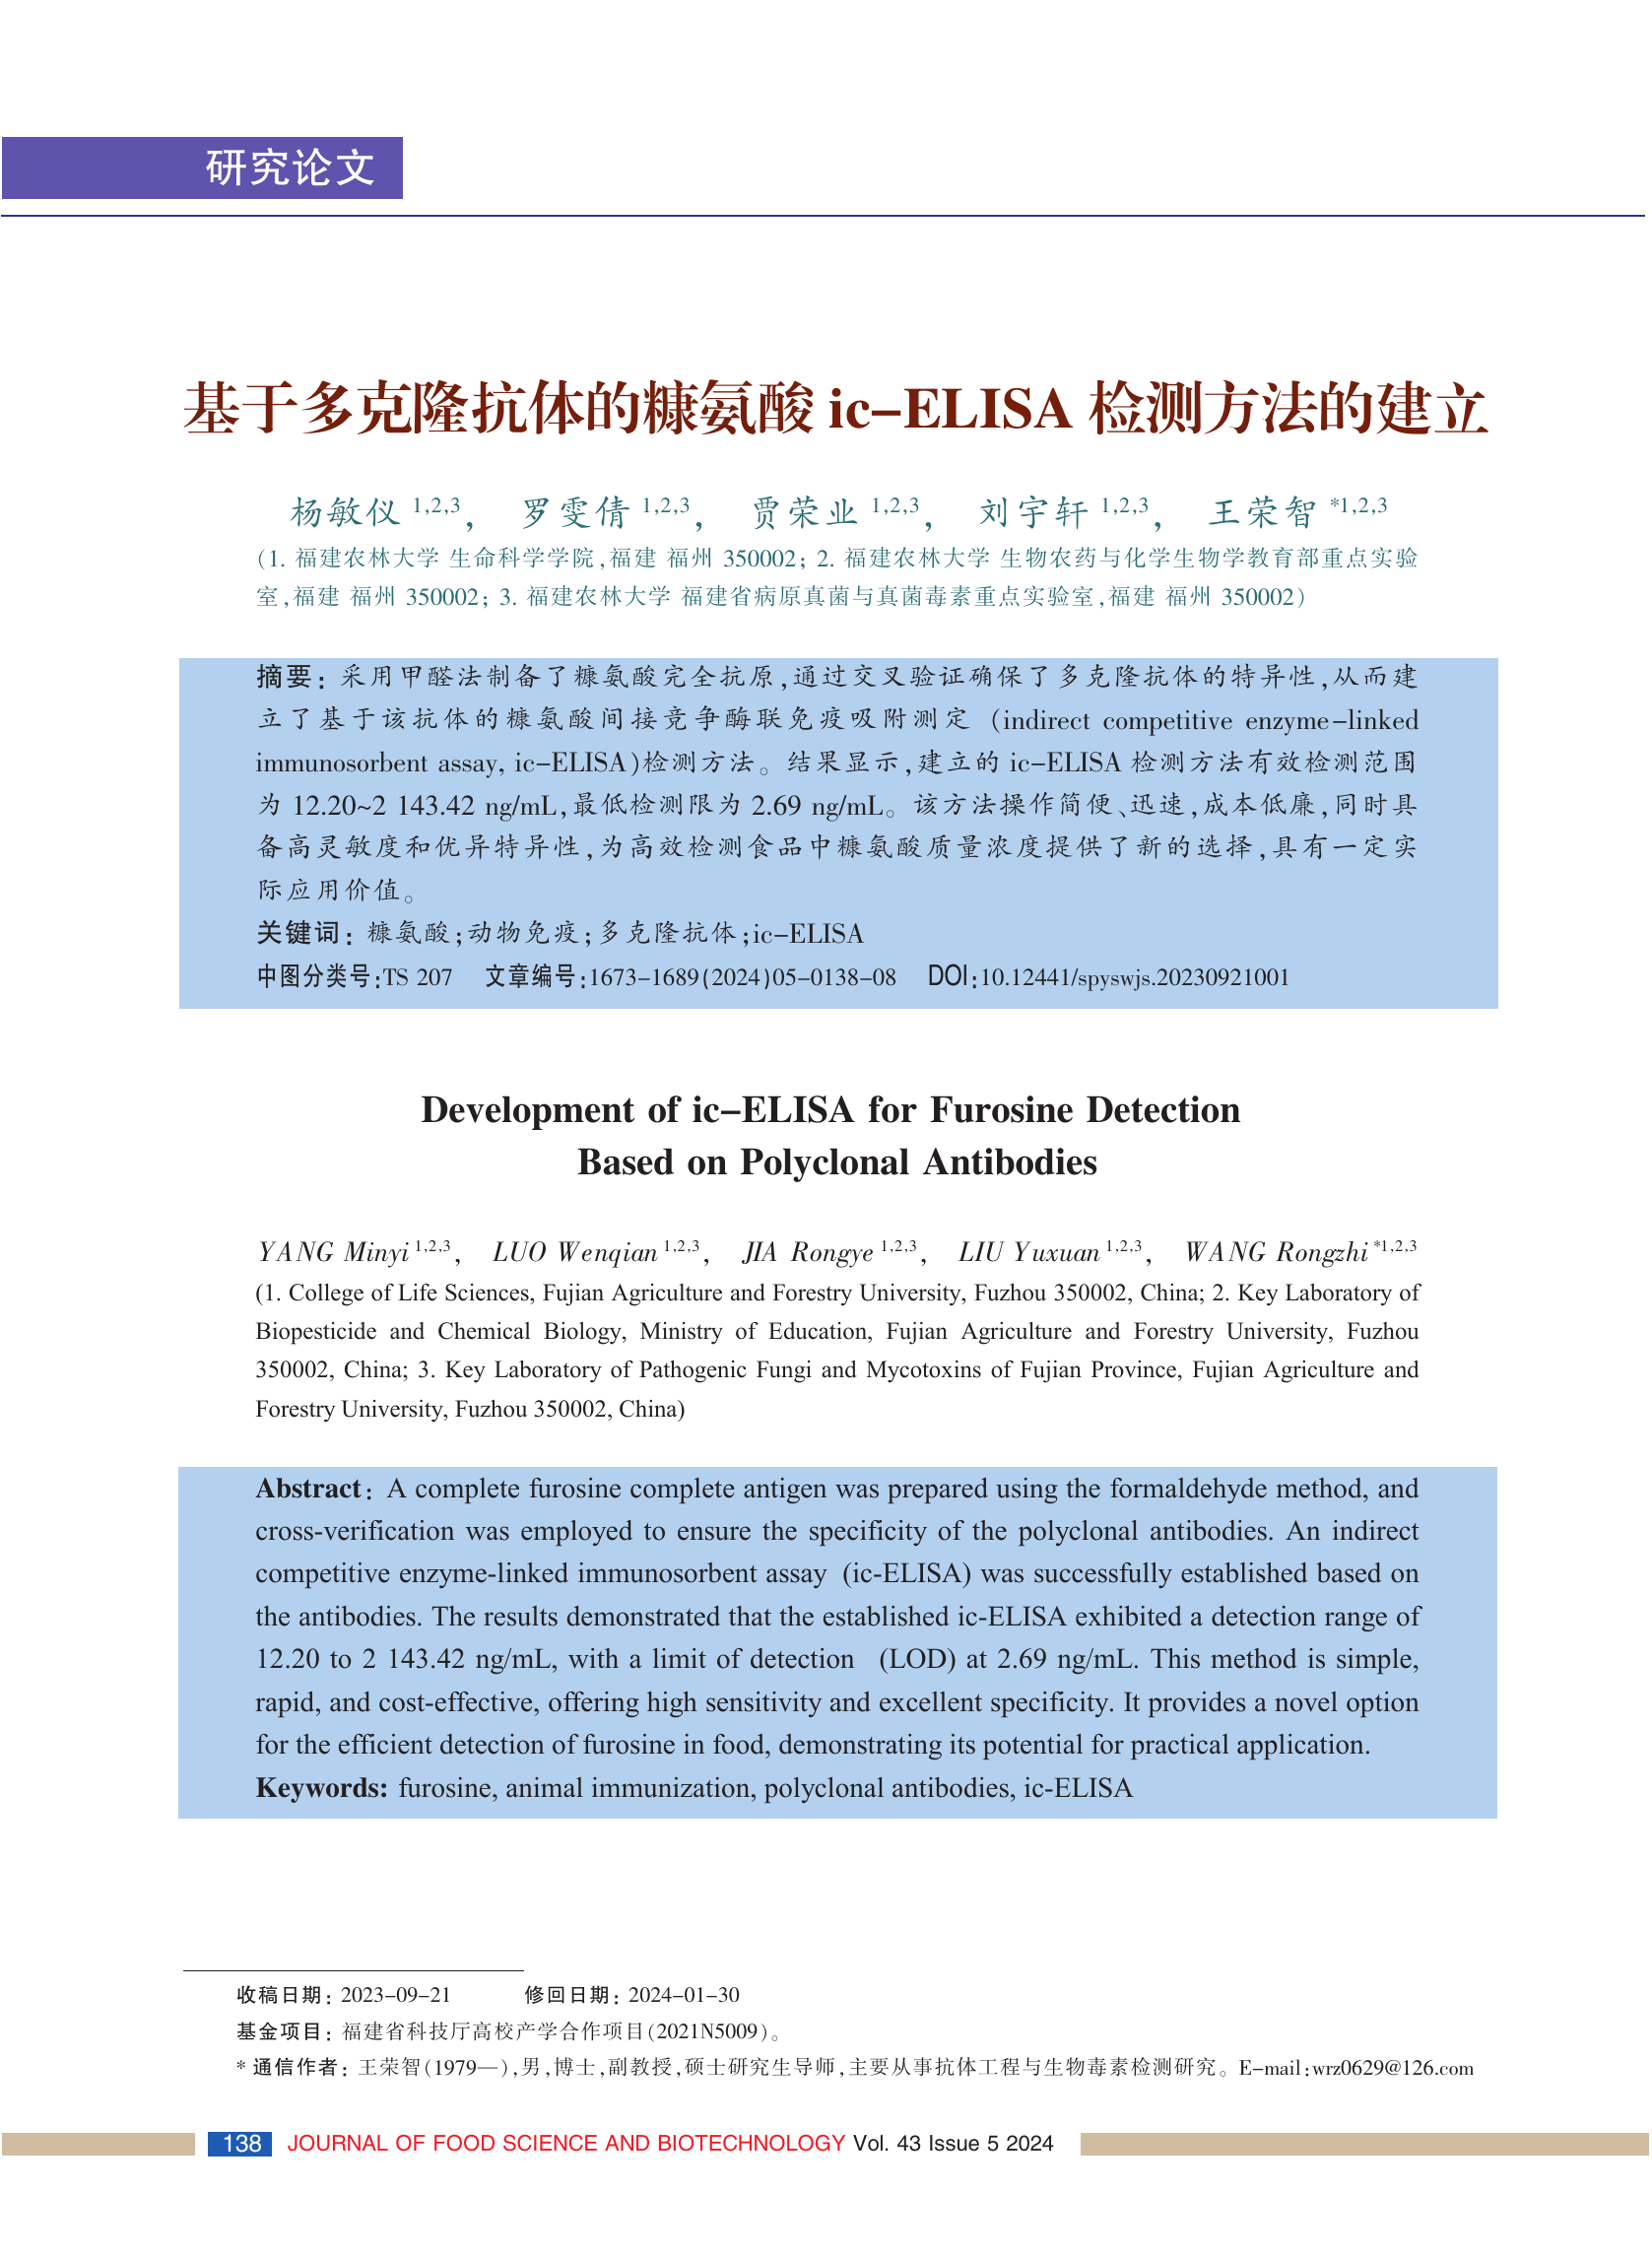 研究论文
基于多克隆抗体的糠氨酸 ic-ELISA 检测方法的建立
杨敏仪 1,2,3, 罗雯倩 1,2,3, 贾荣业 1,2,3, 刘宇轩 1,2,3, 王荣智 *1,2,3
(1. 福建农林大学 生命科学学院,福建 福州 350002; 2. 福建农林大学 生物农药与化学生物学教育部重点实验
室,福建 福州 350002; 3. 福建农林大学 福建省病原真菌与真菌毒素重点实验室,福建 福州 350002)
摘要: 采用甲醛法制备了糠氨酸完全抗原,通过交叉验证确保了多克隆抗体的特异性,从而建
立了基于该抗体的糠氨酸间接竞争酶联免疫吸附测定 (indirect competitive enzyme-linked
immunosorbent assay, ic-ELISA)检测方法。结果显示,建立的 ic-ELISA 检测方法有效检测范围
为 12.20~2 143.42 ng/mL,最低检测限为 2.69 ng/mL。该方法操作简便、迅速,成本低廉,同时具
备高灵敏度和优异特异性,为高效检测食品中糠氨酸质量浓度提供了新的选择,具有一定实
际应用价值。
关键词: 糠氨酸;动物免疫;多克隆抗体;ic-ELISA
中图分类号:TS 207 文章编号:1673-1689(2024)05-0138-08 DOI:10.12441/spyswjs.20230921001
Development of ic-ELISA for Furosine Detection
Based on Polyclonal Antibodies
YANG Minyi 1,2,3, LUO Wenqian 1,2,3, JIA Rongye 1,2,3, LIU Yuxuan 1,2,3, WANG Rongzhi *1,2,3
(1. College of Life Sciences, Fujian Agriculture and Forestry University, Fuzhou 350002, China; 2. Key Laboratory of
Biopesticide and Chemical Biology, Ministry of Education, Fujian Agriculture and Forestry University, Fuzhou
350002, China; 3. Key Laboratory of Pathogenic Fungi and Mycotoxins of Fujian Province, Fujian Agriculture and
Forestry University, Fuzhou 350002, China)
Abstract: A complete furosine complete antigen was prepared using the formaldehyde method, and
cross-verification was employed to ensure the specificity of the polyclonal antibodies. An indirect
competitive enzyme-linked immunosorbent assay (ic-ELISA) was successfully established based on
the antibodies. The results demonstrated that the established ic-ELISA exhibited a detection range of
12.20 to 2 143.42 ng/mL, with a limit of detection (LOD) at 2.69 ng/mL. This method is simple,
rapid, and cost-effective, offering high sensitivity and excellent specificity. It provides a novel option
for the efficient detection of furosine in food, demonstrating its potential for practical application.
Keywords: furosine, animal immunization, polyclonal antibodies, ic-ELISA
收稿日期: 2023-09-21 修回日期: 2024-01-30
基金项目: 福建省科技厅高校产学合作项目(2021N5009)。
* 通信作者: 王荣智(1979—),男,博士,副教授,硕士研究生导师,主要从事抗体工程与生物毒素检测研究。E-mail:wrz0629@126.com
138 JOURNAL OF FOOD SCIENCE AND BIOTECHNOLOGY Vol. 43 Issue 5 2024